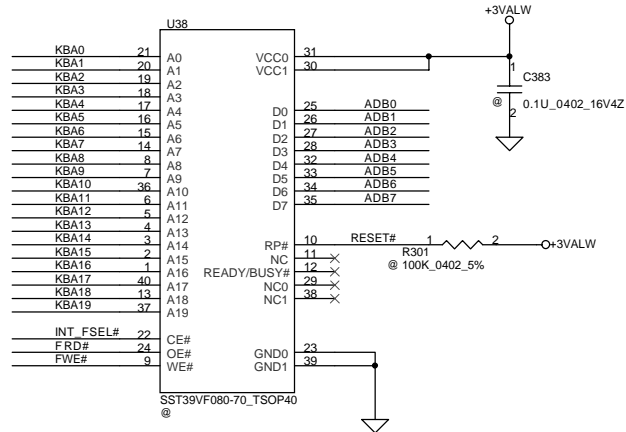 +3VALW
U38
KBA0 21 A0 VCC0 31
KBA1 20 A1 VCC1 30
KBA2 19 A2
KBA3 18 A3
KBA4 17 A4 D0 25 ADB0
KBA5 16 A5 D1 26 ADB1
KBA6 15 A6 D2 27 ADB2
KBA7 14 A7 D3 28 ADB3
KBA8 8 A8 D4 32 ADB4
KBA9 7 A9 D5 33 ADB5
KBA10 36 A10 D6 34 ADB6
KBA11 6 A11 D7 35 ADB7
KBA12 5 A12
KBA13 4 A13
KBA14 3 A14 RP# 10 RESET# 1 2 +3VALW
KBA15 2 A15 NC 11 R301
KBA16 1 A16 READY/BUSY# 12 @ 100K_0402_5%
KBA17 40 A17 NC0 29
KBA18 13 A18 NC1 38
KBA19 37 A19
INT_FSEL# 22 CE#
FRD# 24 OE# GND0 23
FWE# 9 WE# GND1 39
SST39VF080-70_TSOP40
@
1
C383
@ 0.1U_0402_16V4Z
2